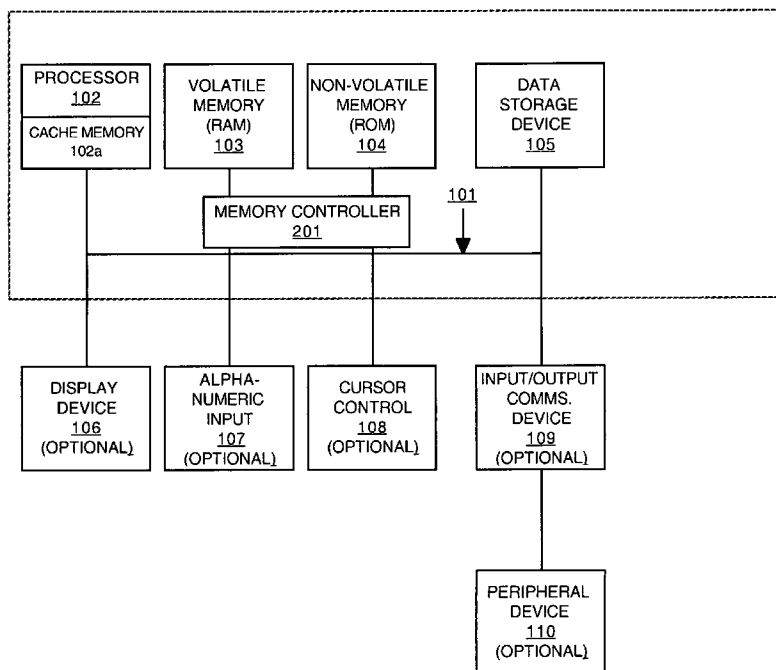 PROCESSOR
102
CACHE MEMORY
102a
VOLATILE
MEMORY
(RAM)
103
NON-VOLATILE
MEMORY
(ROM)
104
DATA
STORAGE
DEVICE
105
MEMORY CONTROLLER
201
101
DISPLAY
DEVICE
106
(OPTIONAL)
ALPHA-
NUMERIC
INPUT
107
(OPTIONAL)
CURSOR
CONTROL
108
(OPTIONAL)
INPUT/OUTPUT
COMMS.
DEVICE
109
(OPTIONAL)
PERIPHERAL
DEVICE
110
(OPTIONAL)